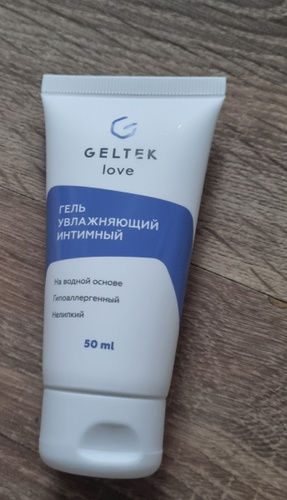 GELTEK
love
ГЕЛЬ
УВЛАЖНЯЮЩИЙ
ИНТИМНЫЙ
На водной основе
Гипоаллергенный
Нелипкий
50 ml